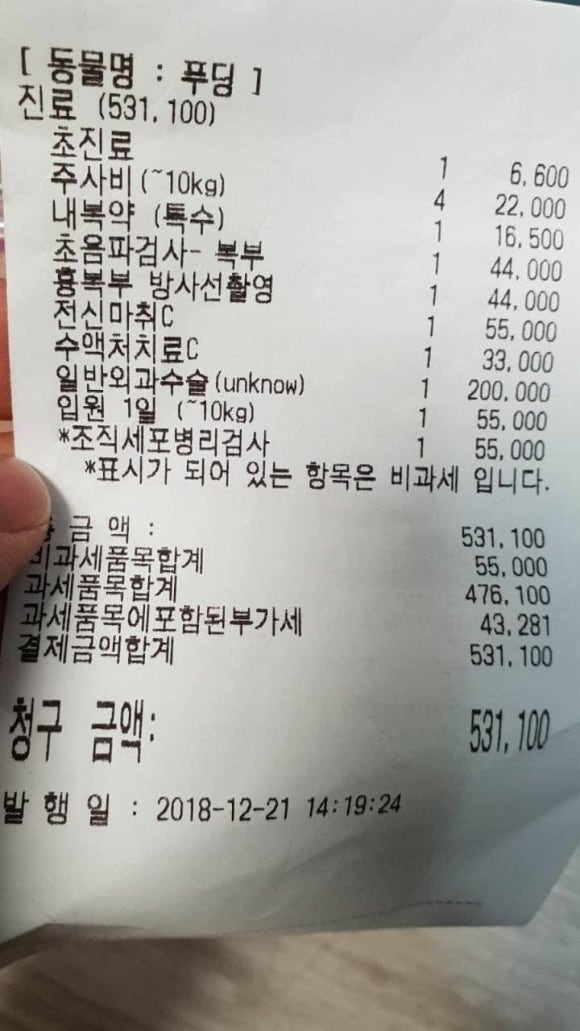 [ 동물명 : 푸딩 ]
진료 (531,100)
초진료 1 6,600
주사비(~10kg) 4 22,000
내복약 (특수) 1 16,500
초음파검사- 복부 1 44,000
흉복부 방사선촬영 1 44,000
전신마취C 1 55,000
수액처치료C 1 33,000
일반외과수술(unknow) 1 200,000
입원 1일 (~10kg) 1 55,000
*조직세포병리검사 1 55,000
*표시가 되어 있는 항목은 비과세 입니다.
금 액 : 531,100
비과세품목합계 55,000
과세품목합계 476,100
과세품목에포함된부가세 43,281
결제금액합계 531,100
청구 금액: 531,100
발 행 일 : 2018-12-21 14:19:24